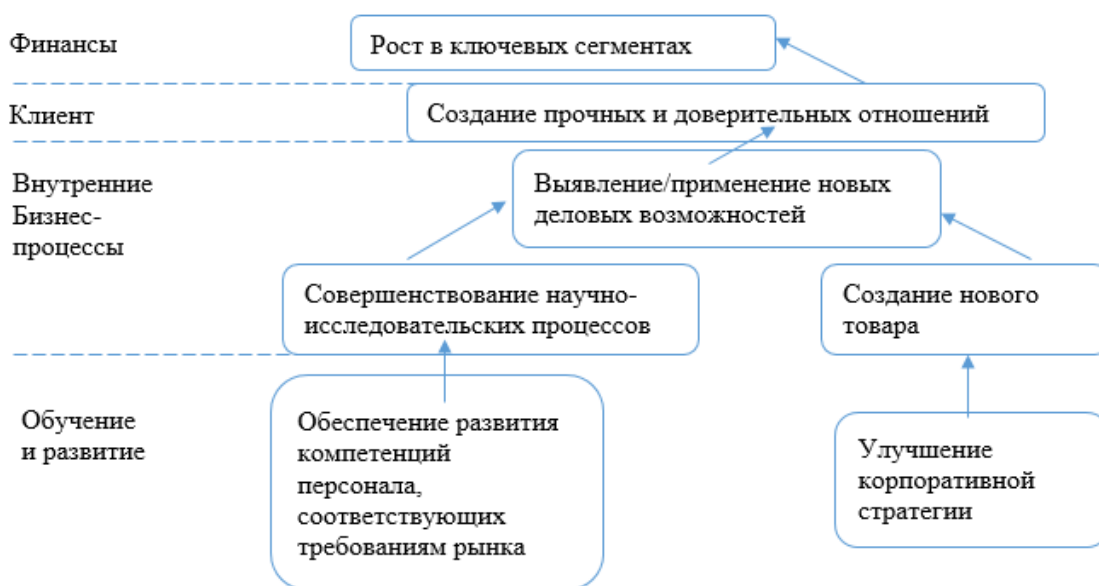 Финансы
Рост в ключевых сегментах
Клиент
Создание прочных и доверительных отношений
Внутренние
Бизнес-
процессы
Выявление/применение новых
деловых возможностей
Совершенствование научно-
исследовательских процессов
Создание нового
товара
Обучение
и развитие
Обеспечение развития
компетенций
персонала,
соответствующих
требованиям рынка
Улучшение
корпоративной
стратегии